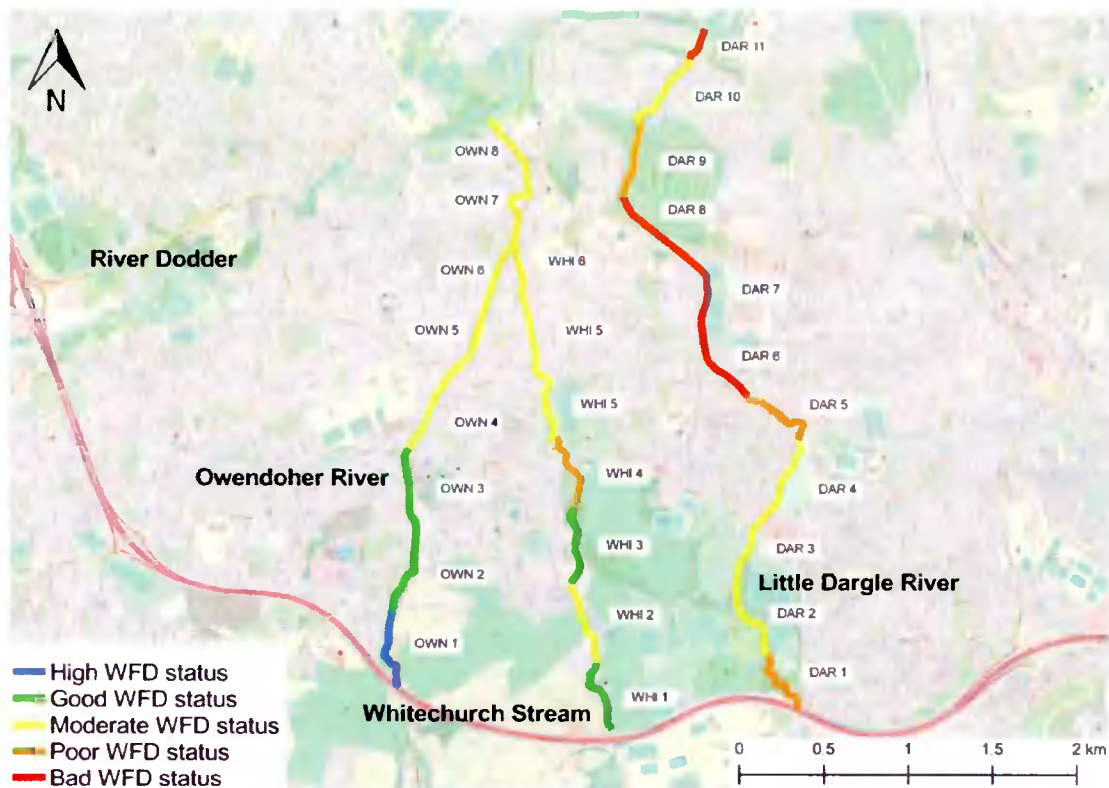 N
DAR 11
DAR 10
OWN 8
DAR 9
OWN 7
DAR 8
River Dodder
OWN 6
WHI 6
DAR 7
OWN 5
WHI 5
DAR 6
WHI 5
DAR 5
OWN 4
Owendoher River
OWN 3
WHI 4
DAR 4
WHI 3
DAR 3
OWN 2
Little Dargle River
WHI 2
DAR 2
OWN 1
DAR 1
WHI 1
Whitechurch Stream
High WFD status
Good WFD status
Moderate WFD status
Poor WFD status
Bad WFD status
0 0.5 1 1.5 2 km